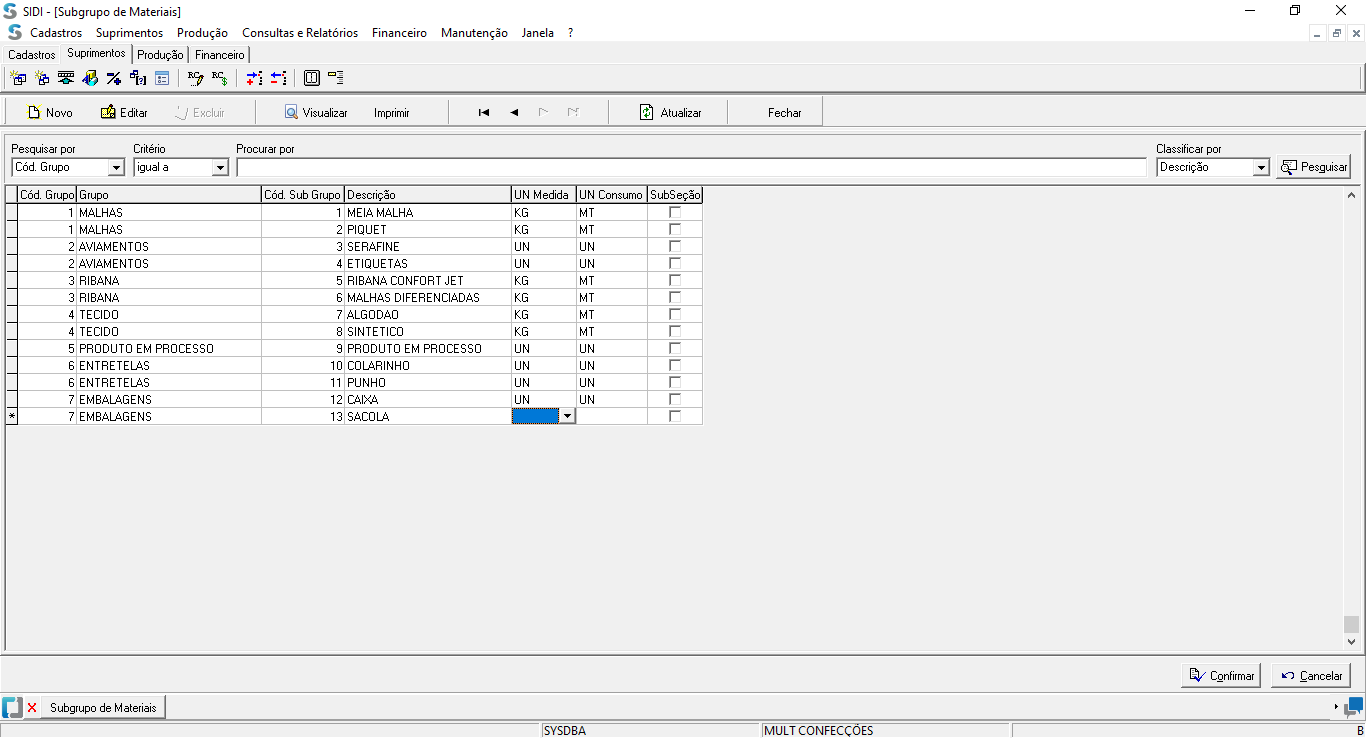 SIDI - [Subgrupo de Materiais]
Cadastros Suprimentos Produção Consultas e Relatórios Financeiro Manutenção Janela ?
Cadastros Suprimentos Produção Financeiro
Novo Editar Excluir Visualizar Imprimir Atualizar Fechar
Pesquisar por Critério Procurar por Classificar por
Cód. Grupo igual a Descrição Pesquisar
Cód. Grupo Grupo Cód. Sub Grupo Descrição UN Medida UN Consumo SubSeção
1 MALHAS 1 MEIA MALHA KG MT
1 MALHAS 2 PIQUET KG MT
2 AVIAMENTOS 3 SERAFINE UN UN
2 AVIAMENTOS 4 ETIQUETAS UN UN
3 RIBANA 5 RIBANA CONFORT JET KG MT
3 RIBANA 6 MALHAS DIFERENCIADAS KG MT
4 TECIDO 7 ALGODAO KG MT
4 TECIDO 8 SINTETICO KG MT
5 PRODUTO EM PROCESSO 9 PRODUTO EM PROCESSO UN UN
6 ENTRETELAS 10 COLARINHO UN UN
6 ENTRETELAS 11 PUNHO UN UN
7 EMBALAGENS 12 CAIXA UN UN
* 7 EMBALAGENS 13 SACOLA
Confirmar Cancelar
Subgrupo de Materiais
SYSDBA MULT CONFECÇÕES B